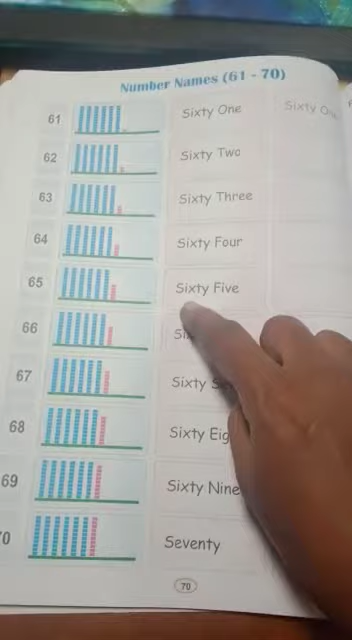 Number Names (61 - 70)
61 Sixty One Sixty
62 Sixty Two
63 Sixty Three
64 Sixty Four
65 Sixty Five
66
67 Sixty
68 Sixty
69 Sixty Nine
Seventy
70